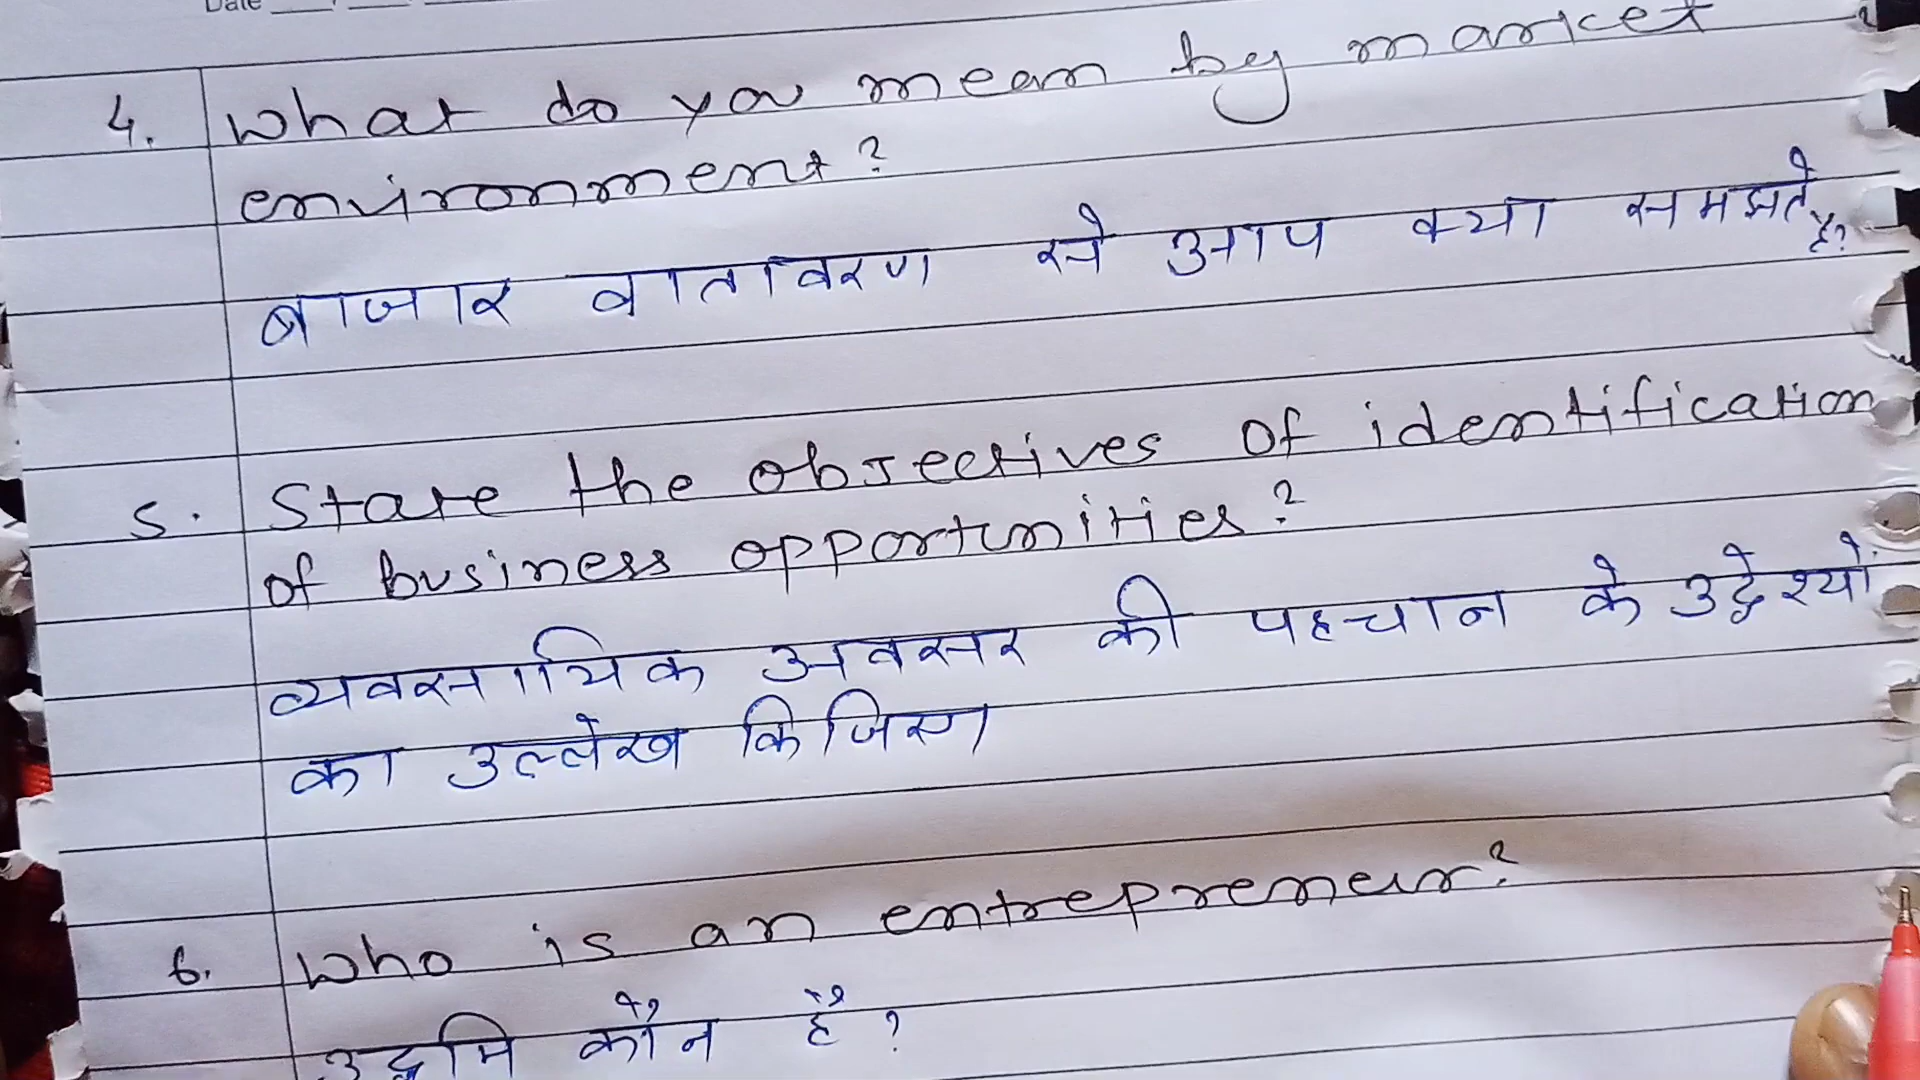 Date
4. What do you mean by market
environment?
बाजार वातावरण से आप क्या समझते
है?
5. State the objectives of identification
of business opportunities?
व्यवसायिक अवसर की पहचान के उद्देश्यों
का उल्लेख किजिए।
6. Who is an entrepreneur?
उद्यमि कौन है?